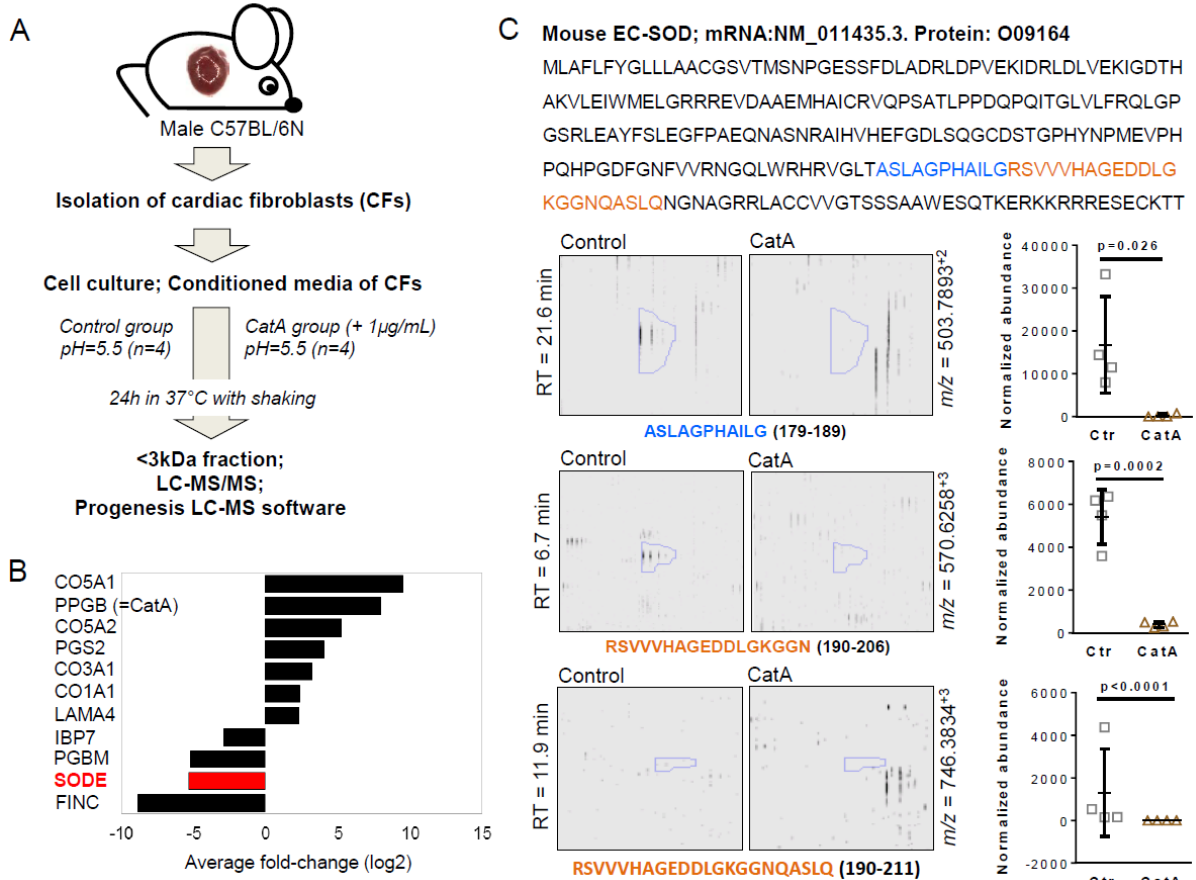 A
Male C57BL/6N
Isolation of cardiac fibroblasts (CFs)
Cell culture; Conditioned media of CFs
Control group
pH=5.5 (n=4)
CatA group (+ 1µg/mL)
pH=5.5 (n=4)
24h in 37°C with shaking
<3kDa fraction;
LC-MS/MS;
Progenesis LC-MS software
B
CO5A1
PPGB (=CatA)
CO5A2
PGS2
CO3A1
CO1A1
LAMA4
IBP7
PGBM
SODE
FINC
-10 -5 0 5 10 15
Average fold-change (log2)
C
Mouse EC-SOD; mRNA:NM_011435.3. Protein: O09164
MLAFLFYGLLLAACGSVTMSNPGESSFDLADRLDPVEKIDRLDLVEKIGDTH
AKVLEIWMELGRRREVDAAEMHAICRVQPSATLPPDQPQITGLVLFRQLGP
GSRLEAYFSLEGFPAEQNASNRAIHVHEFGDLSQGCDSTGPHYNPMEVPH
PQHPGDFGNFVVRNGQLWRHRVGLTASLAGPHAILGRSVVVHAGEDDLG
KGGNQASLQNGNAGRRLACCVVGTSSSAAWESQTKERKKRRRESECKTT
Control
CatA
RT = 21.6 min
m/z = 503.7893+2
ASLAGPHAILG (179-189)
Normalized abundance
40000
30000
20000
10000
0
p=0.026
Ctr CatA
Control
CatA
RT = 6.7 min
m/z = 570.6258+3
RSVVVHAGEDDLGKGGN (190-206)
Normalized abundance
8000
6000
4000
2000
0
p=0.0002
Ctr CatA
Control
CatA
RT = 11.9 min
m/z = 746.3834+3
RSVVVHAGEDDLGKGGNQASLQ (190-211)
Normalized abundance
6000
4000
2000
0
-2000
p<0.0001
Ctr CatA